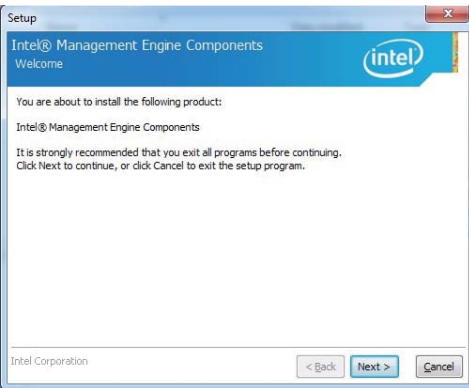 Setup
Intel® Management Engine Components
Welcome
intel
You are about to install the following product:
Intel® Management Engine Components
It is strongly recommended that you exit all programs before continuing.
Click Next to continue, or click Cancel to exit the setup program.
Intel Corporation
< Back
Next >
Cancel